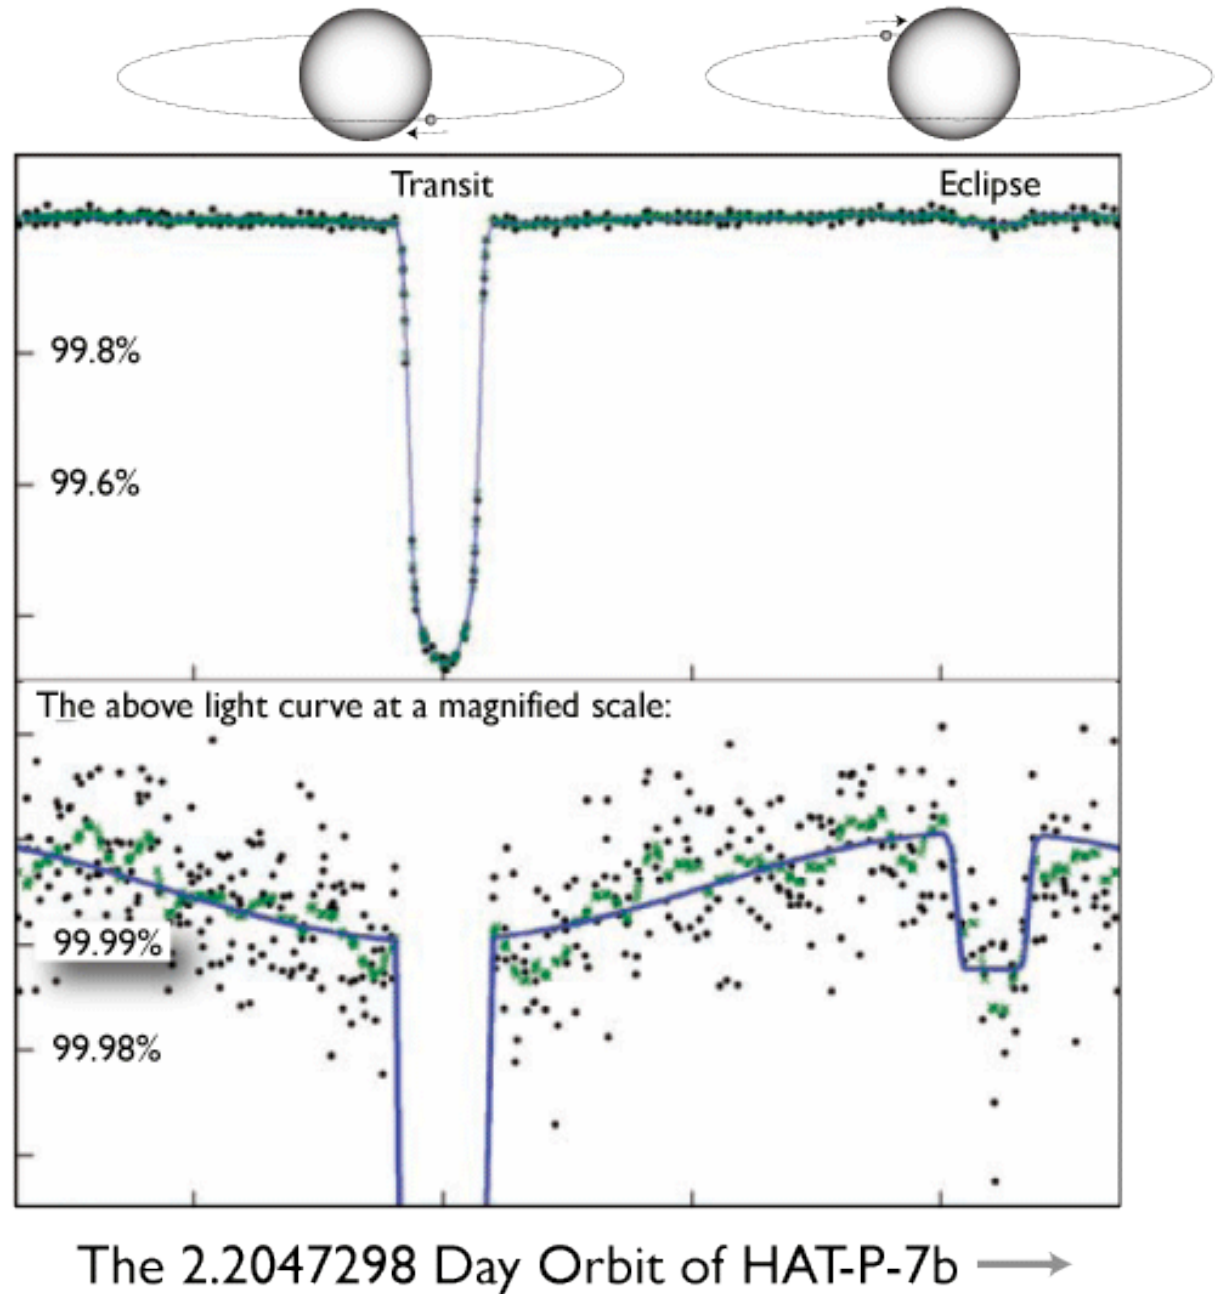 Transit
Eclipse
99.8%
99.6%
The above light curve at a magnified scale:
99.99%
99.98%
The 2.2047298 Day Orbit of HAT-P-7b